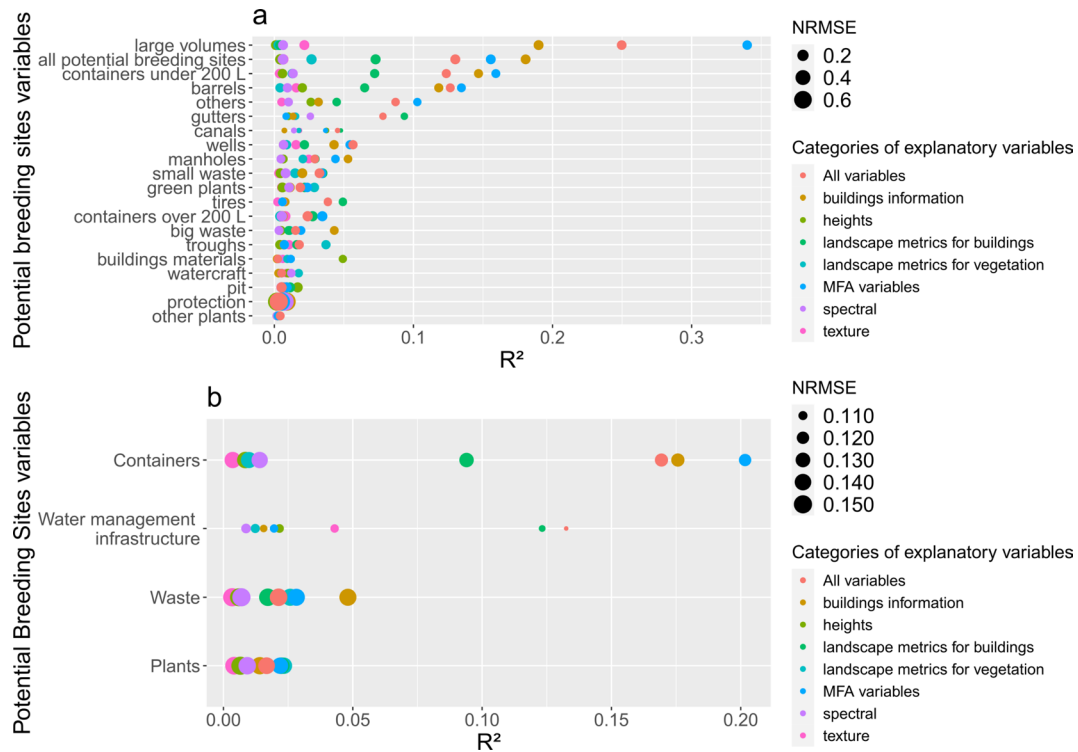 a
Potential breeding sites variables
large volumes
all potential breeding sites
containers under 200 L
barrels
others
gutters
canals
wells
manholes
small waste
green plants
tires
containers over 200 L
big waste
troughs
buildings materials
watercraft
pit
protection
other plants
0.0 0.1 0.2 0.3
R²
NRMSE
0.2
0.4
0.6
Categories of explanatory variables
All variables
buildings information
heights
landscape metrics for buildings
landscape metrics for vegetation
MFA variables
spectral
texture
b
Potential Breeding Sites variables
Containers
Water management
infrastructure
Waste
Plants
0.00 0.05 0.10 0.15 0.20
R²
NRMSE
0.110
0.120
0.130
0.140
0.150
Categories of explanatory variables
All variables
buildings information
heights
landscape metrics for buildings
landscape metrics for vegetation
MFA variables
spectral
texture